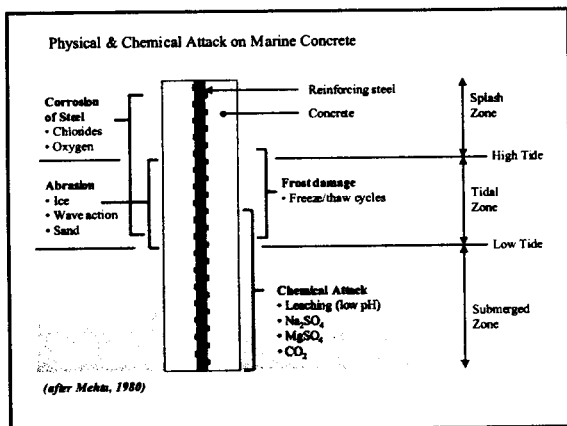 Physical & Chemical Attack on Marine Concrete
Reinforcing steel
Concrete
Corrosion
of Steel
• Chlorides
• Oxygen
Splash
Zone
High Tide
Abrasion
• Ice
• Wave action
• Sand
Frost damage
• Freeze/thaw cycles
Tidal
Zone
Low Tide
Chemical Attack
• Leaching (low pH)
• Na₂SO₄
• MgSO₄
• CO₂
Submerged
Zone
(after Mehta, 1980)